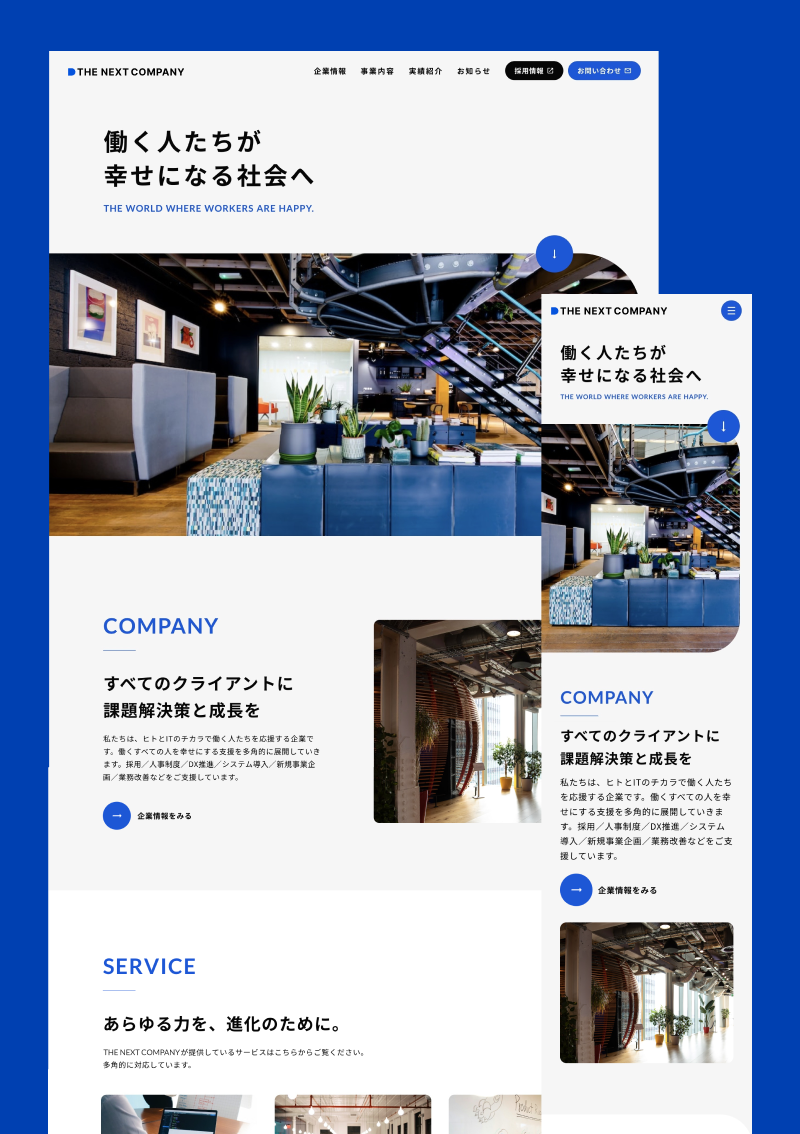 THE NEXT COMPANY
企業情報 事業内容 実績紹介 お知らせ 採用情報 お問い合わせ
働く人たちが
幸せになる社会へ
THE WORLD WHERE WORKERS ARE HAPPY.
COMPANY
すべてのクライアントに
課題解決策と成長を
私たちは、ヒトとITのチカラで働く人たちを応援する企業で
す。働くすべての人を幸せにする支援を多角的に展開していき
ます。採用／人事制度／DX推進／システム導入／新規事業企
画／業務改善などをご支援しています。
企業情報をみる
SERVICE
あらゆる力を、進化のために。
THE NEXT COMPANYが提供しているサービスはこちらからご覧ください。
多角的に対応しています。
THE NEXT COMPANY
働く人たちが
幸せになる社会へ
THE WORLD WHERE WORKERS ARE HAPPY.
COMPANY
すべてのクライアントに
課題解決策と成長を
私たちは、ヒトとITのチカラで働く人たち
を応援する企業です。働くすべての人を幸
せにする支援を多角的に展開していきま
す。採用／人事制度／DX推進／システム
導入／新規事業企画／業務改善などをご支
援しています。
企業情報をみる